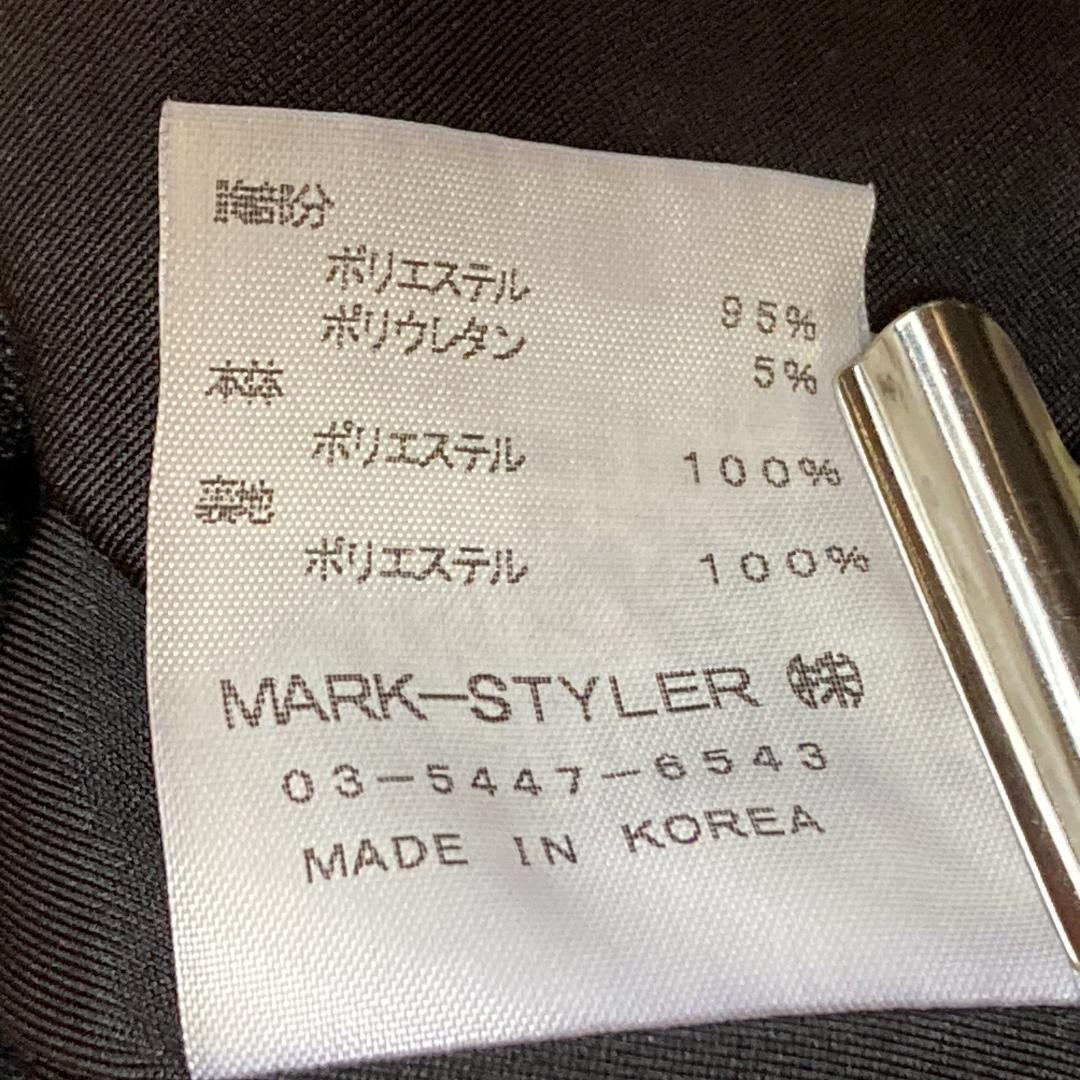 ポリエステル 95%
ポリウレタン 5%
本体
ポリエステル 100%
裏地
ポリエステル 100%
MARK-STYLER ㈱
03-5447-6543
MADE IN KOREA